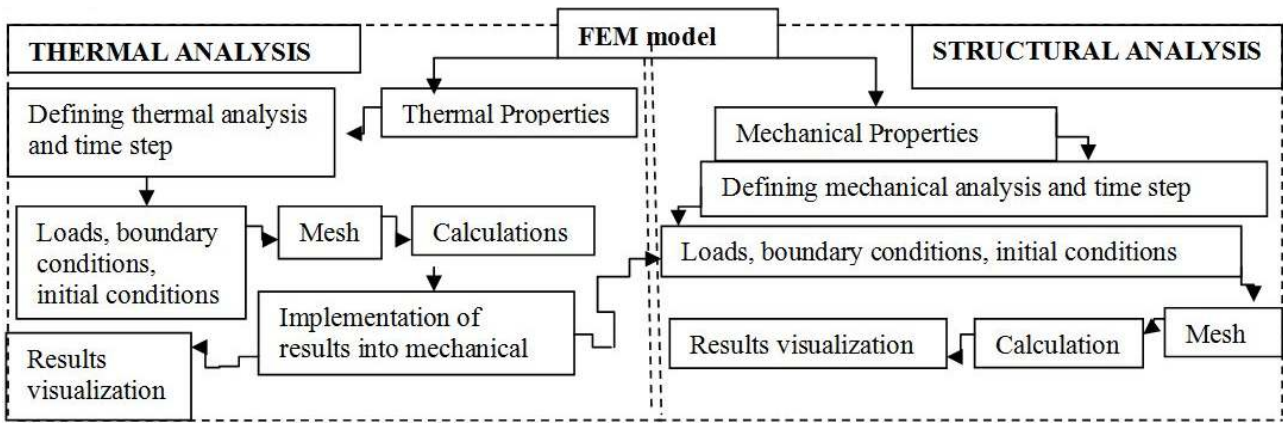 FEM model
THERMAL ANALYSIS
Thermal Properties
Defining thermal analysis
and time step
Loads, boundary
conditions,
initial conditions
Mesh
Calculations
Implementation of
results into mechanical
Results
visualization
STRUCTURAL ANALYSIS
Mechanical Properties
Defining mechanical analysis and time step
Loads, boundary conditions, initial conditions
Mesh
Calculation
Results visualization